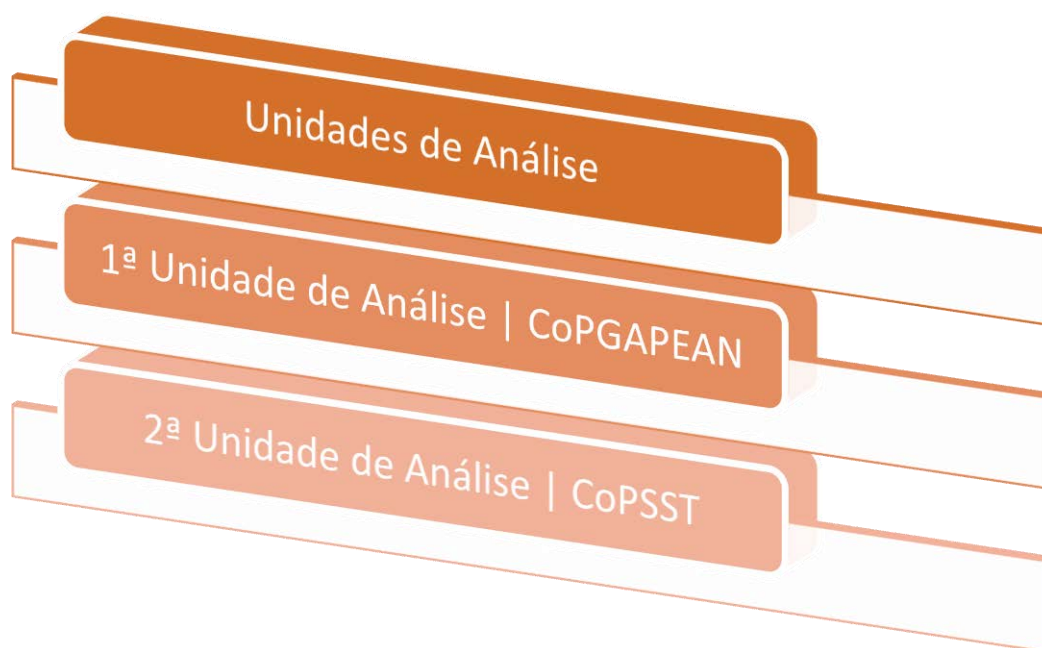 Unidades de Análise
1ª Unidade de Análise | CoPGAPEAN
2ª Unidade de Análise | CoPSST